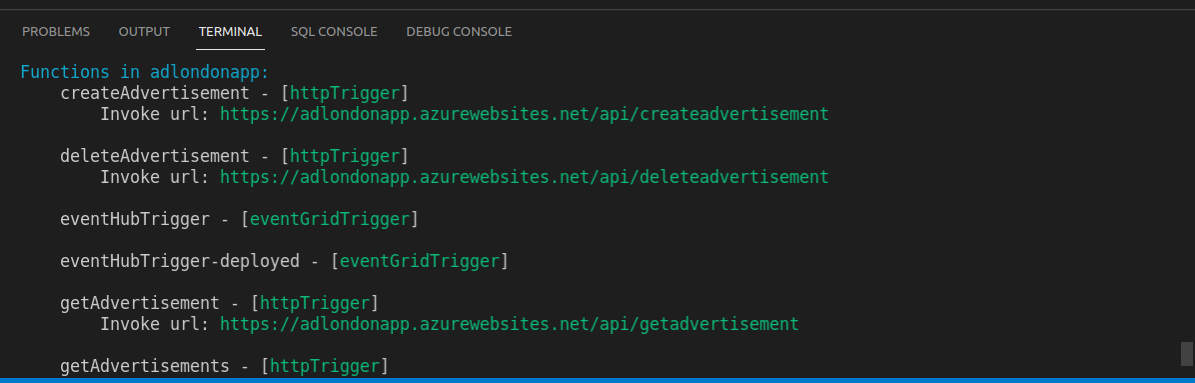 PROBLEMS OUTPUT TERMINAL SQL CONSOLE DEBUG CONSOLE
Functions in adlondonapp:
createAdvertisement - [httpTrigger]
Invoke url: https://adlondonapp.azurewebsites.net/api/createadvertisement
deleteAdvertisement - [httpTrigger]
Invoke url: https://adlondonapp.azurewebsites.net/api/deleteadvertisement
eventHubTrigger - [eventGridTrigger]
eventHubTrigger-deployed - [eventGridTrigger]
getAdvertisement - [httpTrigger]
Invoke url: https://adlondonapp.azurewebsites.net/api/getadvertisement
getAdvertisements - [httpTrigger]